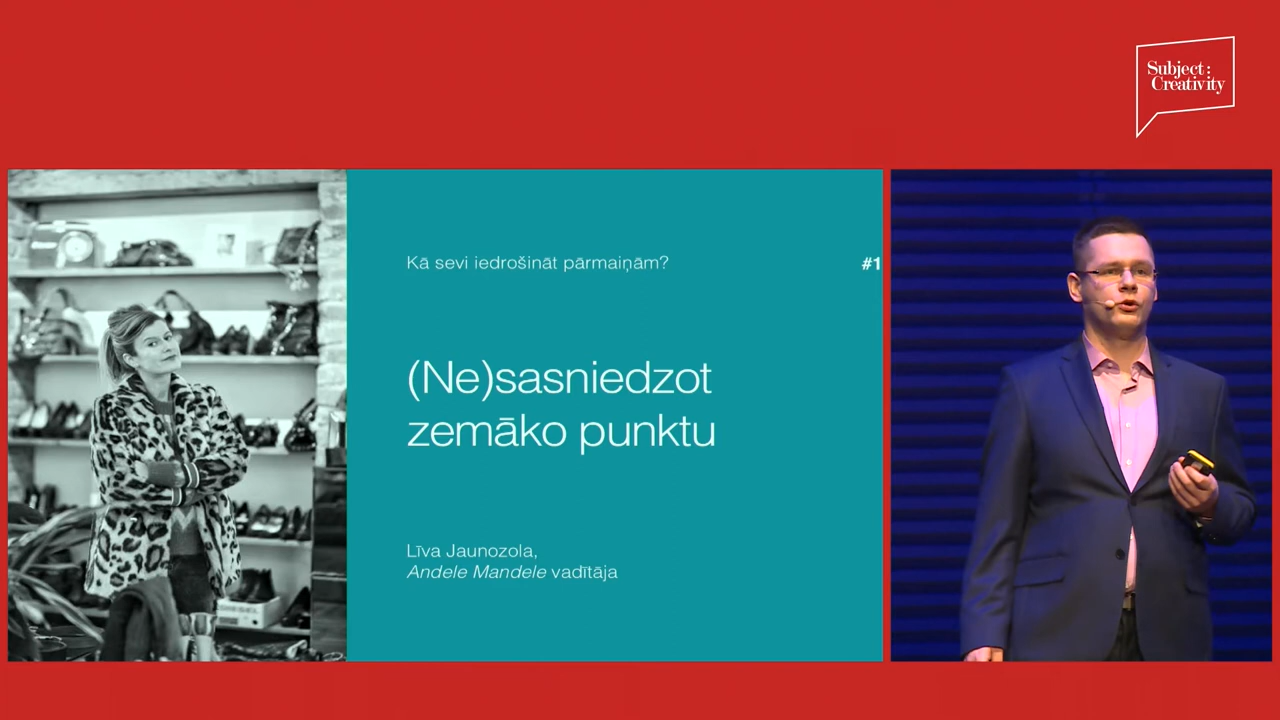 Subject:
Creativity
Kā sevi iedrošināt pārmaiņām?
#1
(Ne)sasniedzot
zemāko punktu
Līva Jaunozola,
Andele Mandele vadītāja